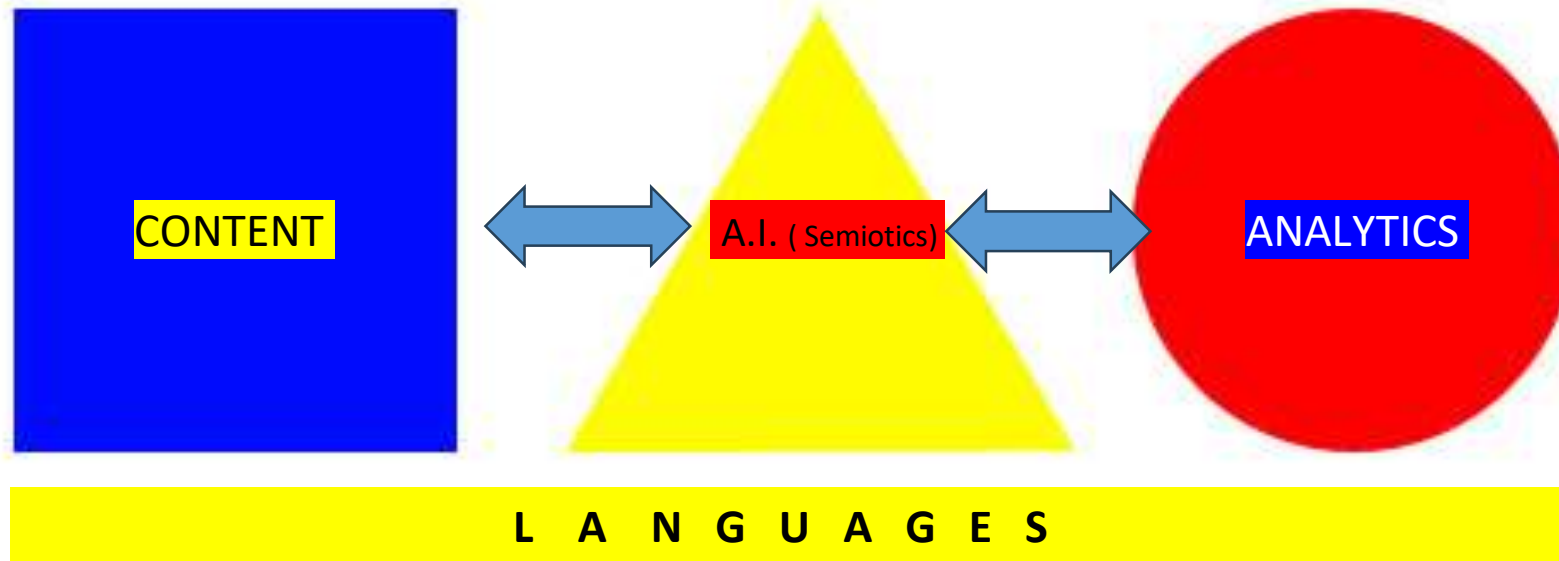 CONTENT
A.I. ( Semiotics)
ANALYTICS
L A N G U A G E S